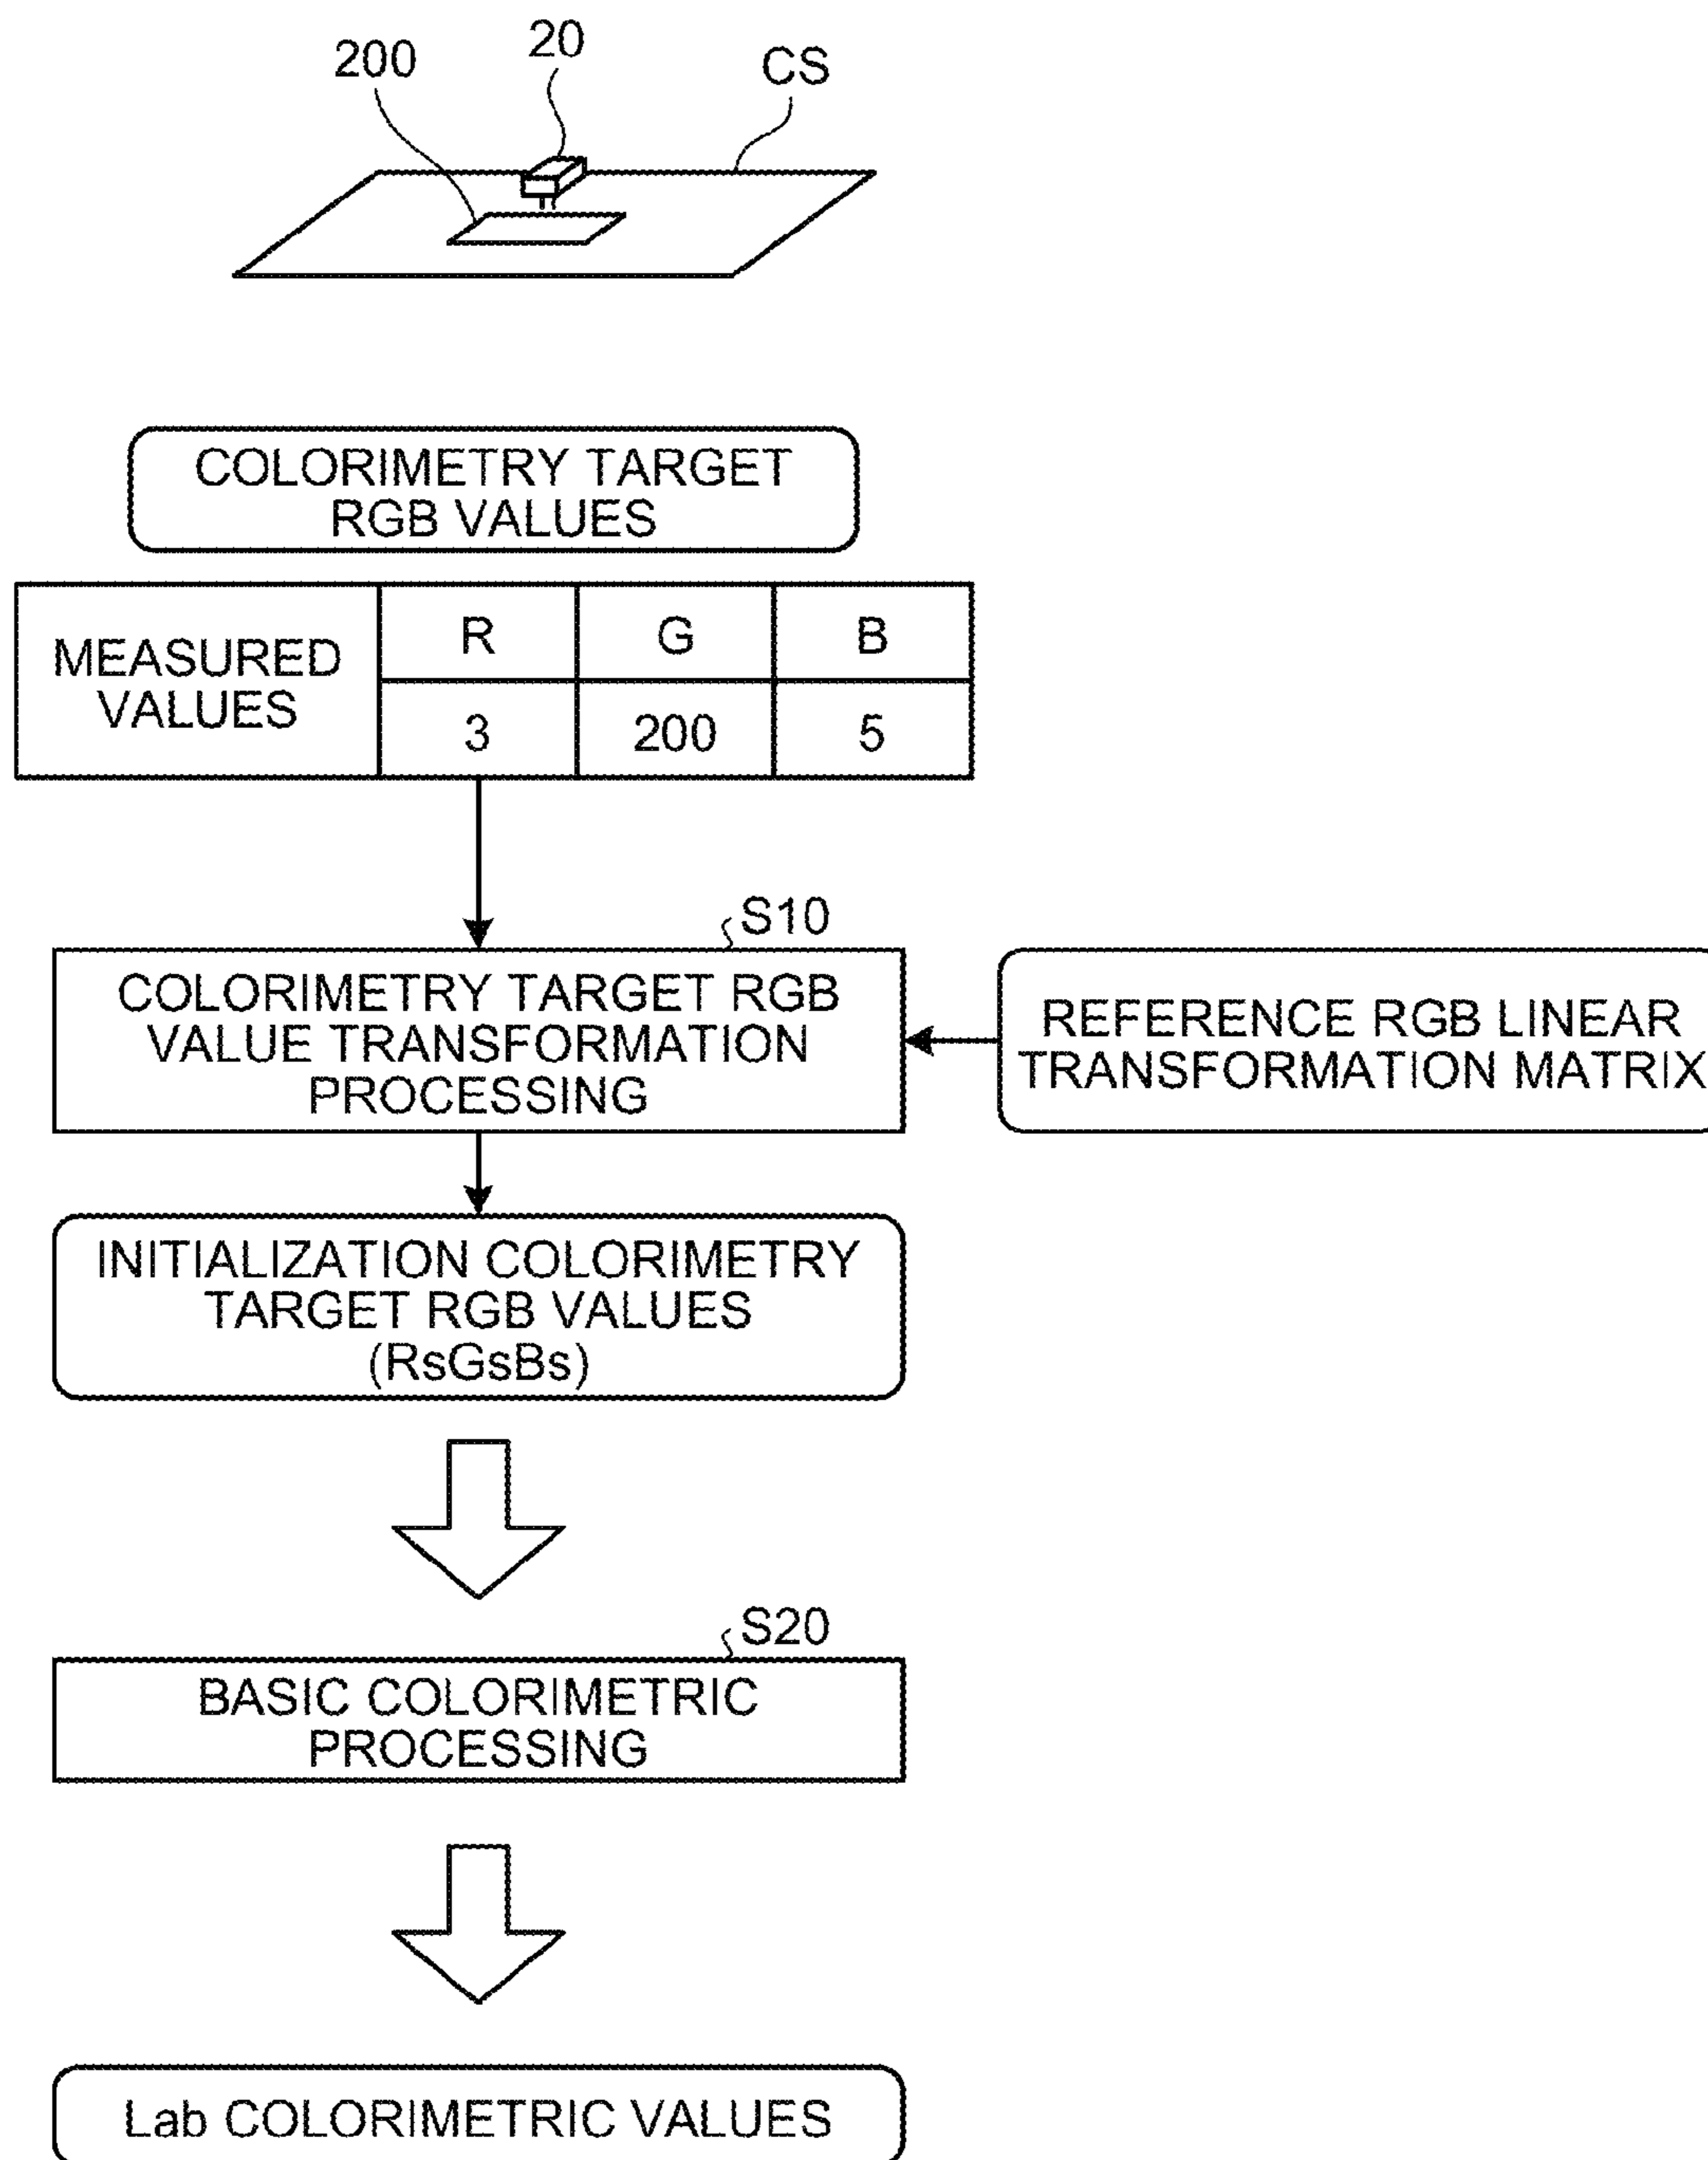 200
20
CS
COLORIMETRY TARGET
RGB VALUES
MEASURED
VALUES
R
G
B
3
200
5
S10
COLORIMETRY TARGET RGB
VALUE TRANSFORMATION
PROCESSING
REFERENCE RGB LINEAR
TRANSFORMATION MATRIX
INITIALIZATION COLORIMETRY
TARGET RGB VALUES
(RsGsBs)
S20
BASIC COLORIMETRIC
PROCESSING
Lab COLORIMETRIC VALUES